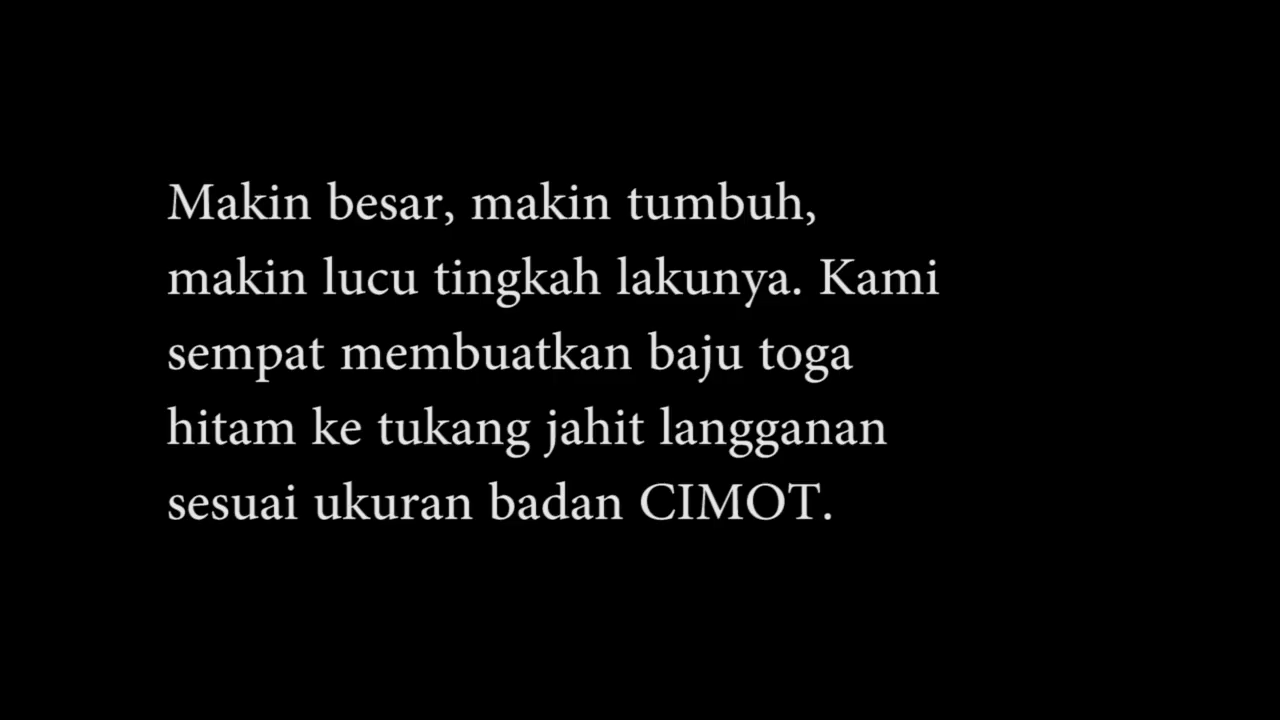 Makin besar, makin tumbuh,
makin lucu tingkah lakunya. Kami
sempat membuatkan baju toga
hitam ke tukang jahit langganan
sesuai ukuran badan CIMOT.